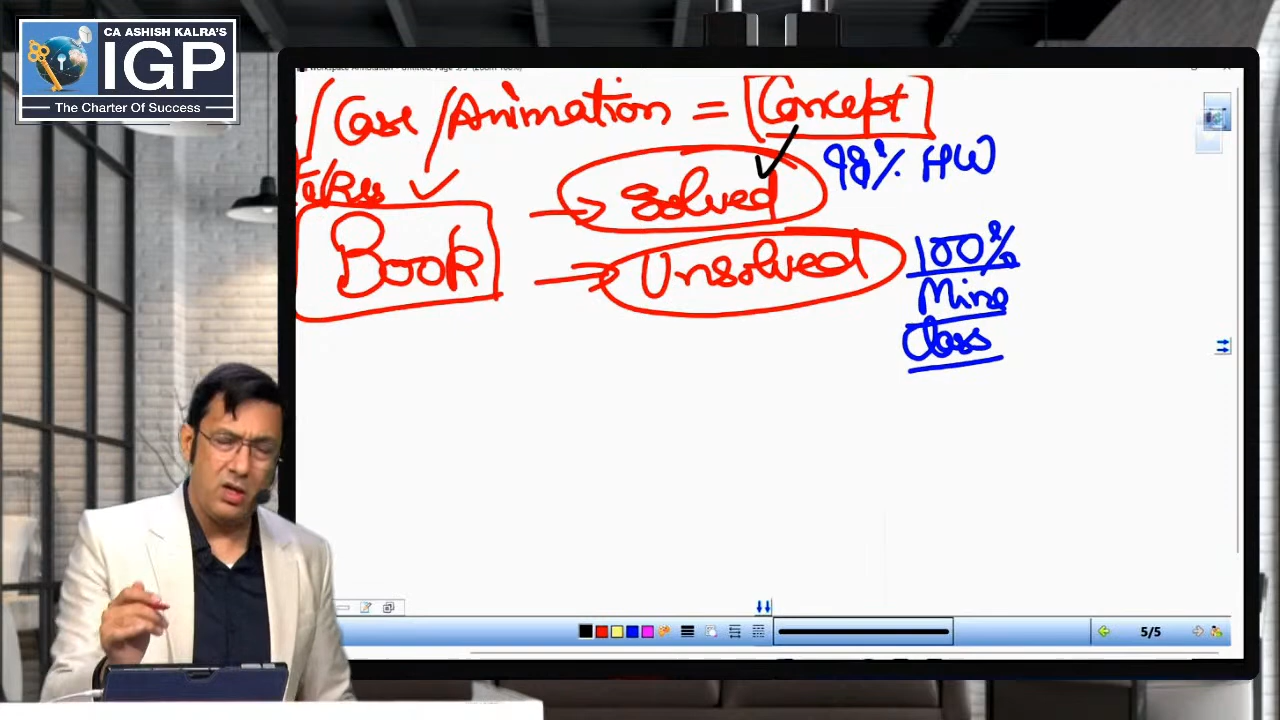 CA ASHISH KALRA'S
IGP
The Charter Of Success
/ Case / Animation = Concept
98% HW
→ Solved
Book
→ Unsolved
100%
Mine
Class
5/5